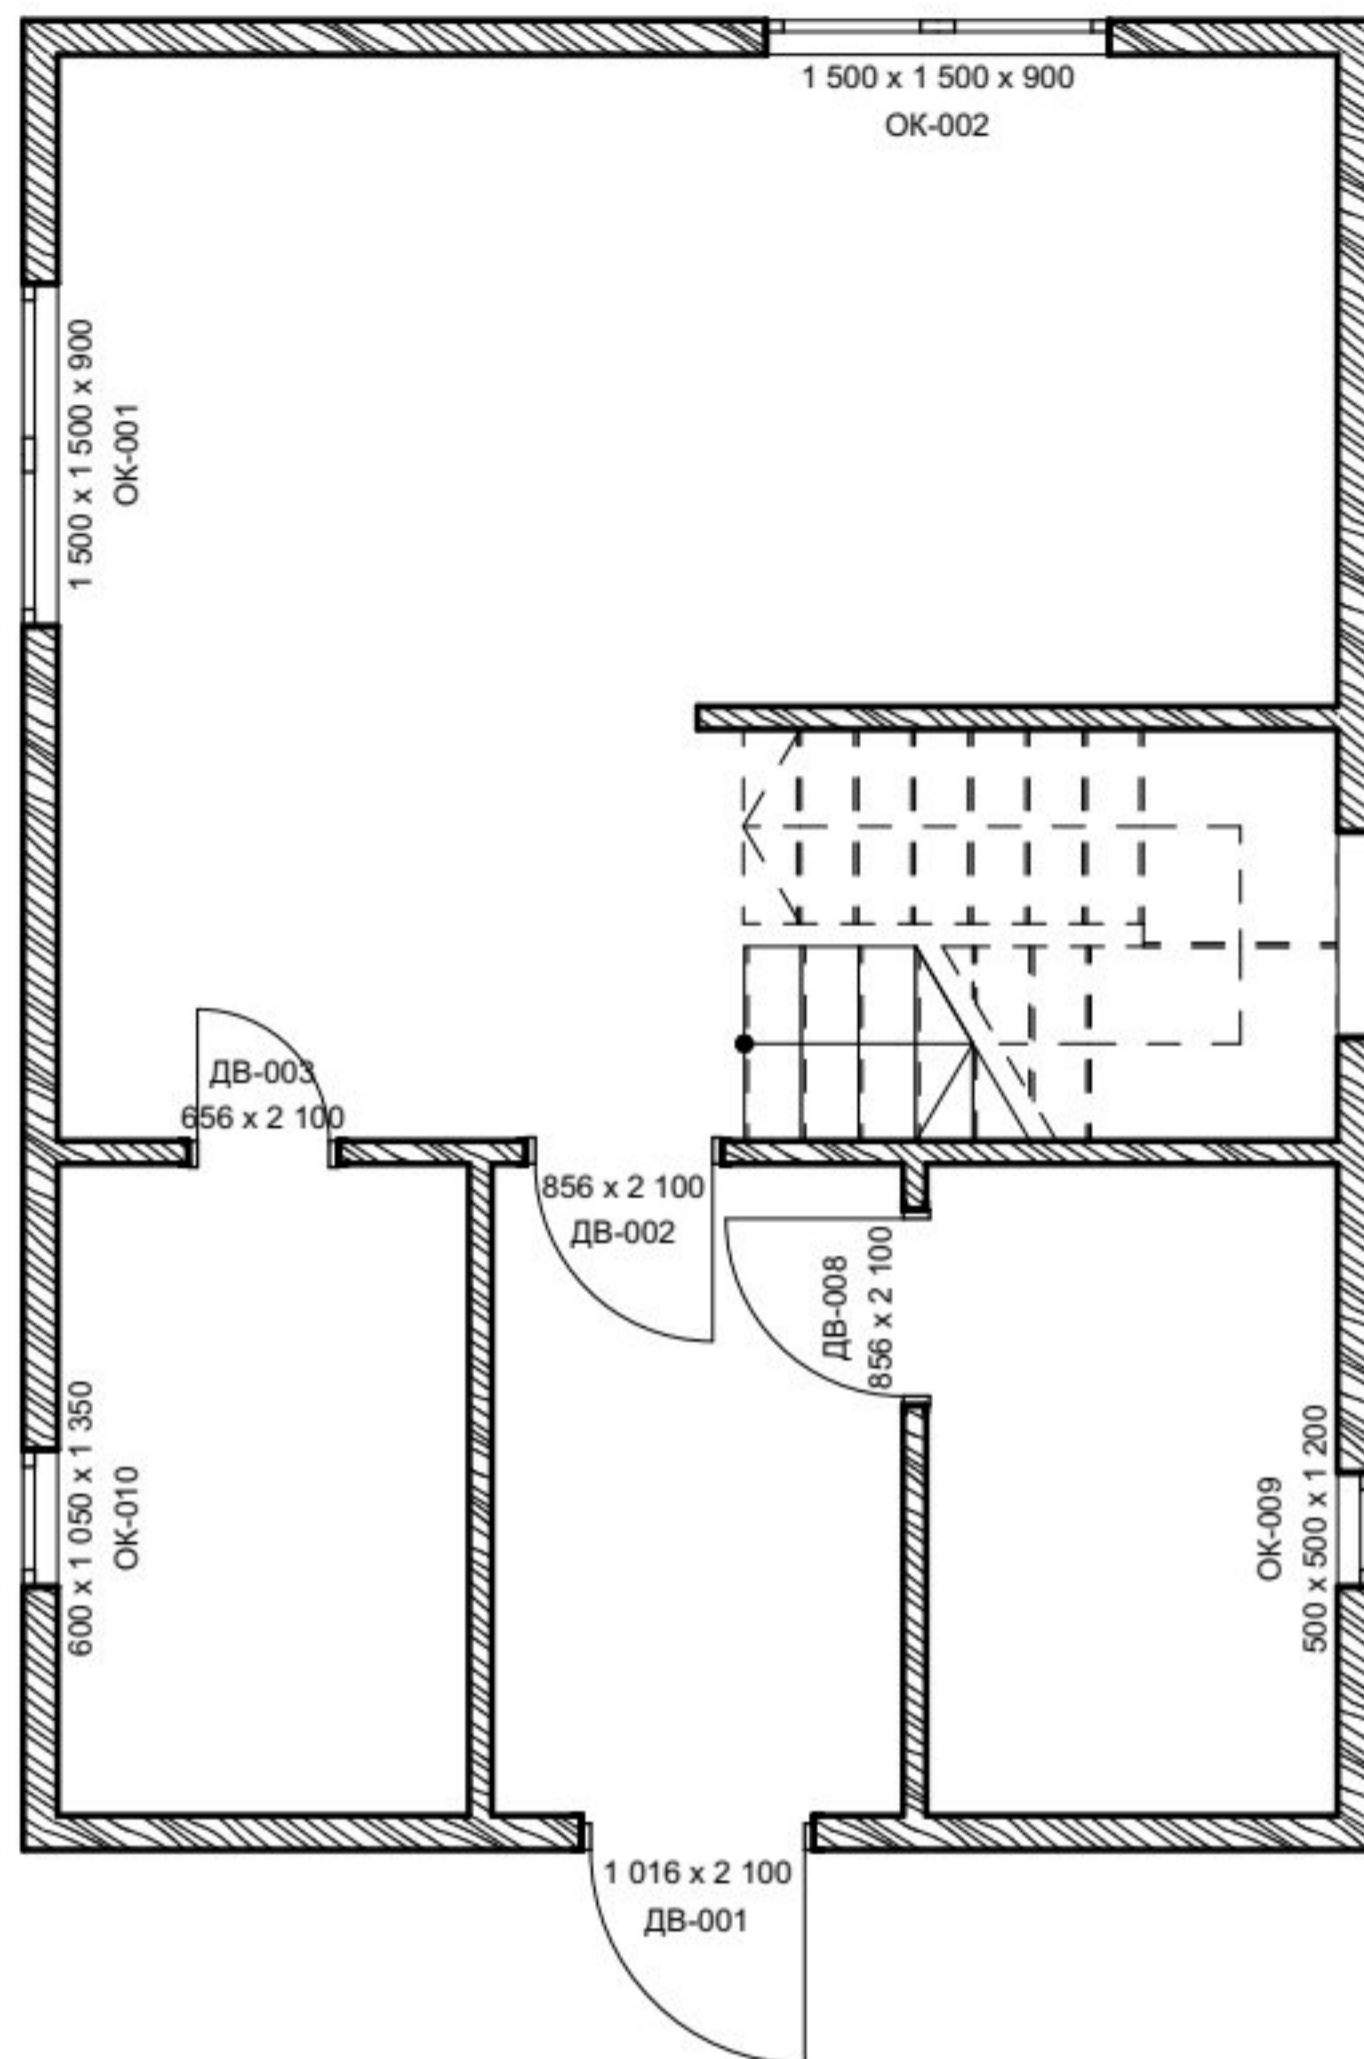 1 500 x 1 500 x 900
ОК-002
1 500 x 1 500 x 900
ОК-001
ДВ-003
656 x 2 100
856 x 2 100
ДВ-002
ДВ-008
856 x 2 100
600 x 1 050 x 1 350
ОК-010
ОК-009
500 x 500 x 1 200
1 016 x 2 100
ДВ-001